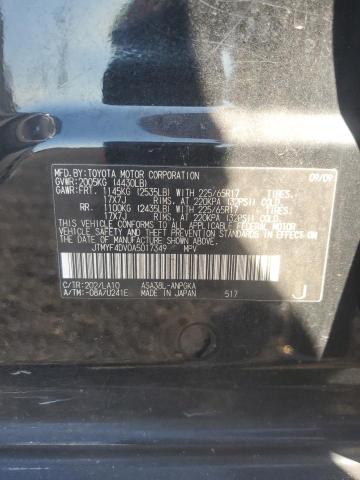 MFD.BY:TOYOTA MOTOR CORPORATION 09/09
GVWR:2005KG (4430LB)
GAWR:FRT. 1145KG (2535LB) WITH 225/65R17 TIRES.
17X7J RIMS AT 220KPA (32PSI) COLD.
RR. 1100KG (2435LB) WITH 225/65R17 TIRES.
17X7J RIMS AT 220KPA (32PSI) COLD.
THIS VEHICLE CONFORMS TO ALL APPLICABLE FEDERAL MOTOR
VEHICLE SAFETY STANDARDS IN EFFECT ON THE DATE OF
MANUFACTURE SHOWN ABOVE.
JTMYF4DV0A5017349 MPV
C/TR:202/LA10 ASA38L-ANPGKA
A/TM:-08A/U241E MADE IN JAPAN 517 J